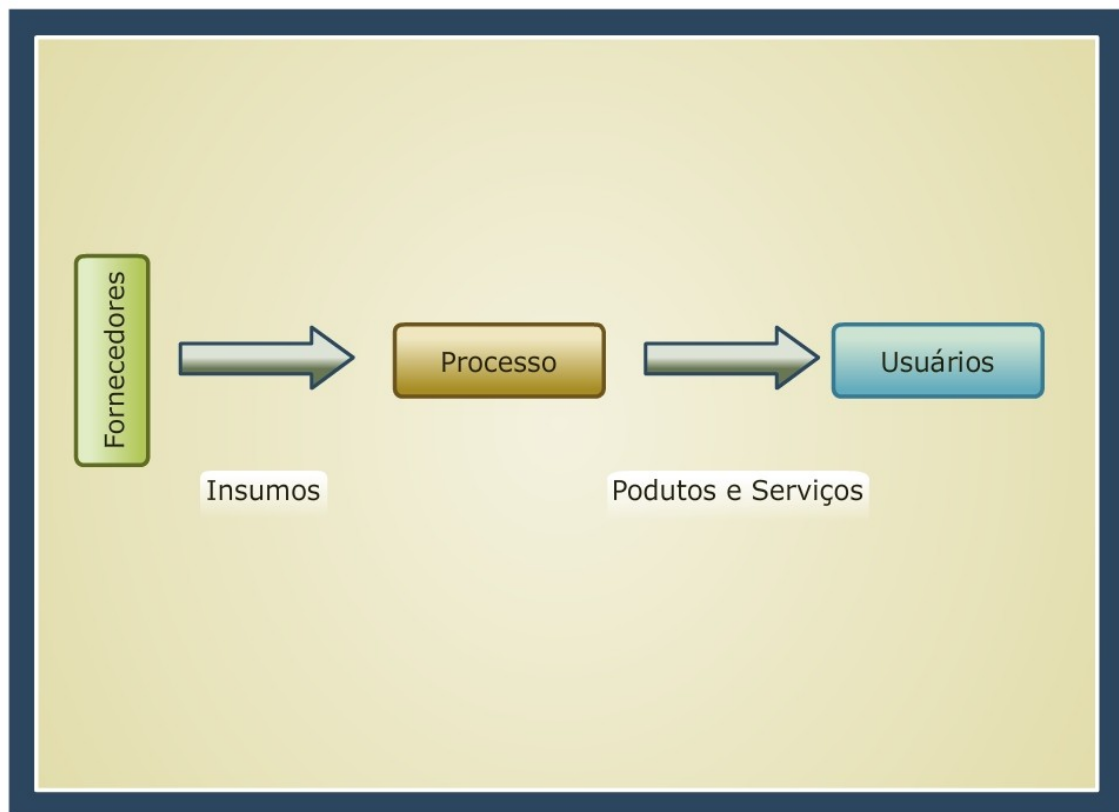 Fornecedores
Processo
Usuários
Insumos
Podutos e Serviços